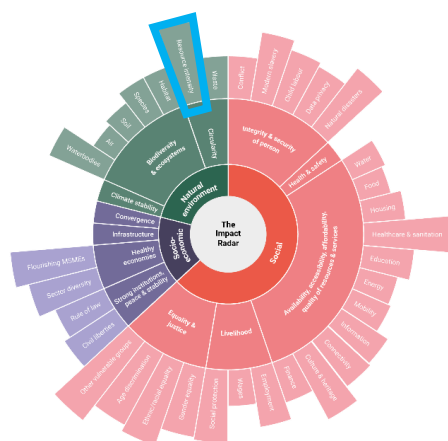 The
Impact
Radar
Social
Integrity & security
of person
Conflict
Modern slavery
Child labour
Data privacy
Natural disasters
Health & safety
Availability, accessibility, affordability,
quality of resources & services
Water
Food
Housing
Healthcare & sanitation
Education
Energy
Mobility
Information
Connectivity
Culture & heritage
Finance
Livelihood
Employment
Wages
Social protection
Equality &
justice
Gender equality
Ethnic/racial equality
Age discrimination
Other vulnerable groups
Socio-
economic
Strong institutions,
peace & stability
Civil liberties
Rule of law
Healthy
economies
Sector diversity
Flourishing MSMEs
Infrastructure
Convergence
Natural
environment
Climate stability
Biodiversity
& ecosystems
Waterbodies
Air
Soil
Species
Habitat
Circularity
Resource intensity
Waste